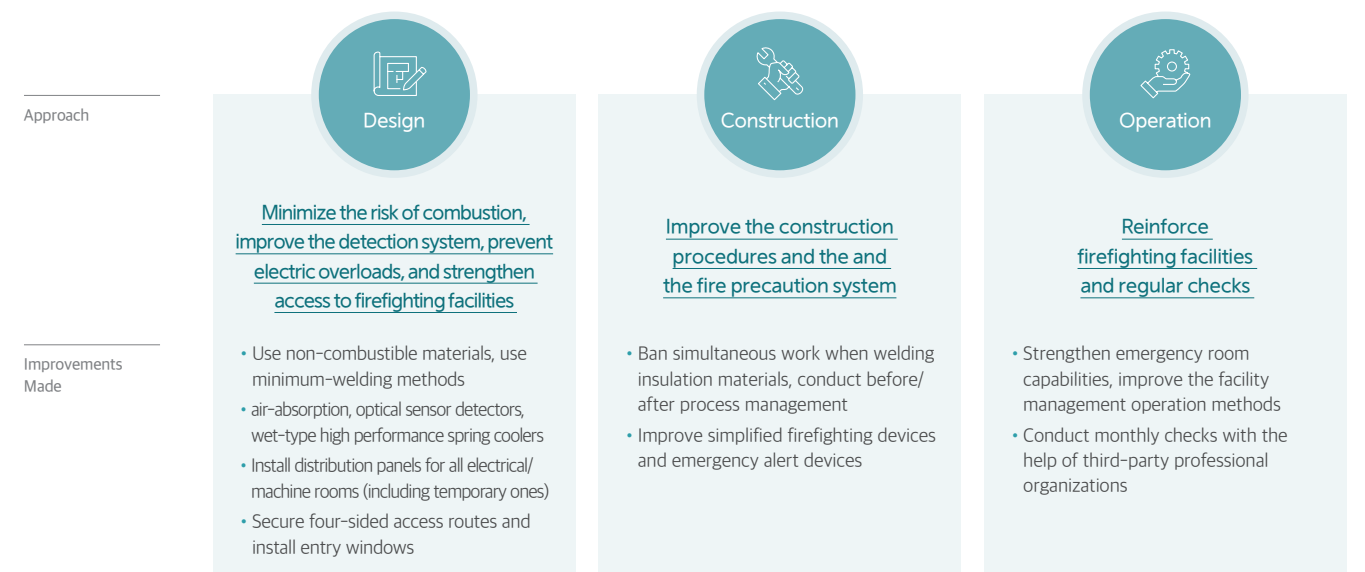 Approach
Design
Minimize the risk of combustion,
improve the detection system, prevent
electric overloads, and strengthen
access to firefighting facilities
Construction
Improve the construction
procedures and the and
the fire precaution system
Operation
Reinforce
firefighting facilities
and regular checks
Improvements
Made
• Use non-combustible materials, use
minimum-welding methods
• air-absorption, optical sensor detectors,
wet-type high performance spring coolers
• Install distribution panels for all electrical/
machine rooms (including temporary ones)
• Secure four-sided access routes and
install entry windows
• Ban simultaneous work when welding
insulation materials, conduct before/
after process management
• Improve simplified firefighting devices
and emergency alert devices
• Strengthen emergency room
capabilities, improve the facility
management operation methods
• Conduct monthly checks with the
help of third-party professional
organizations